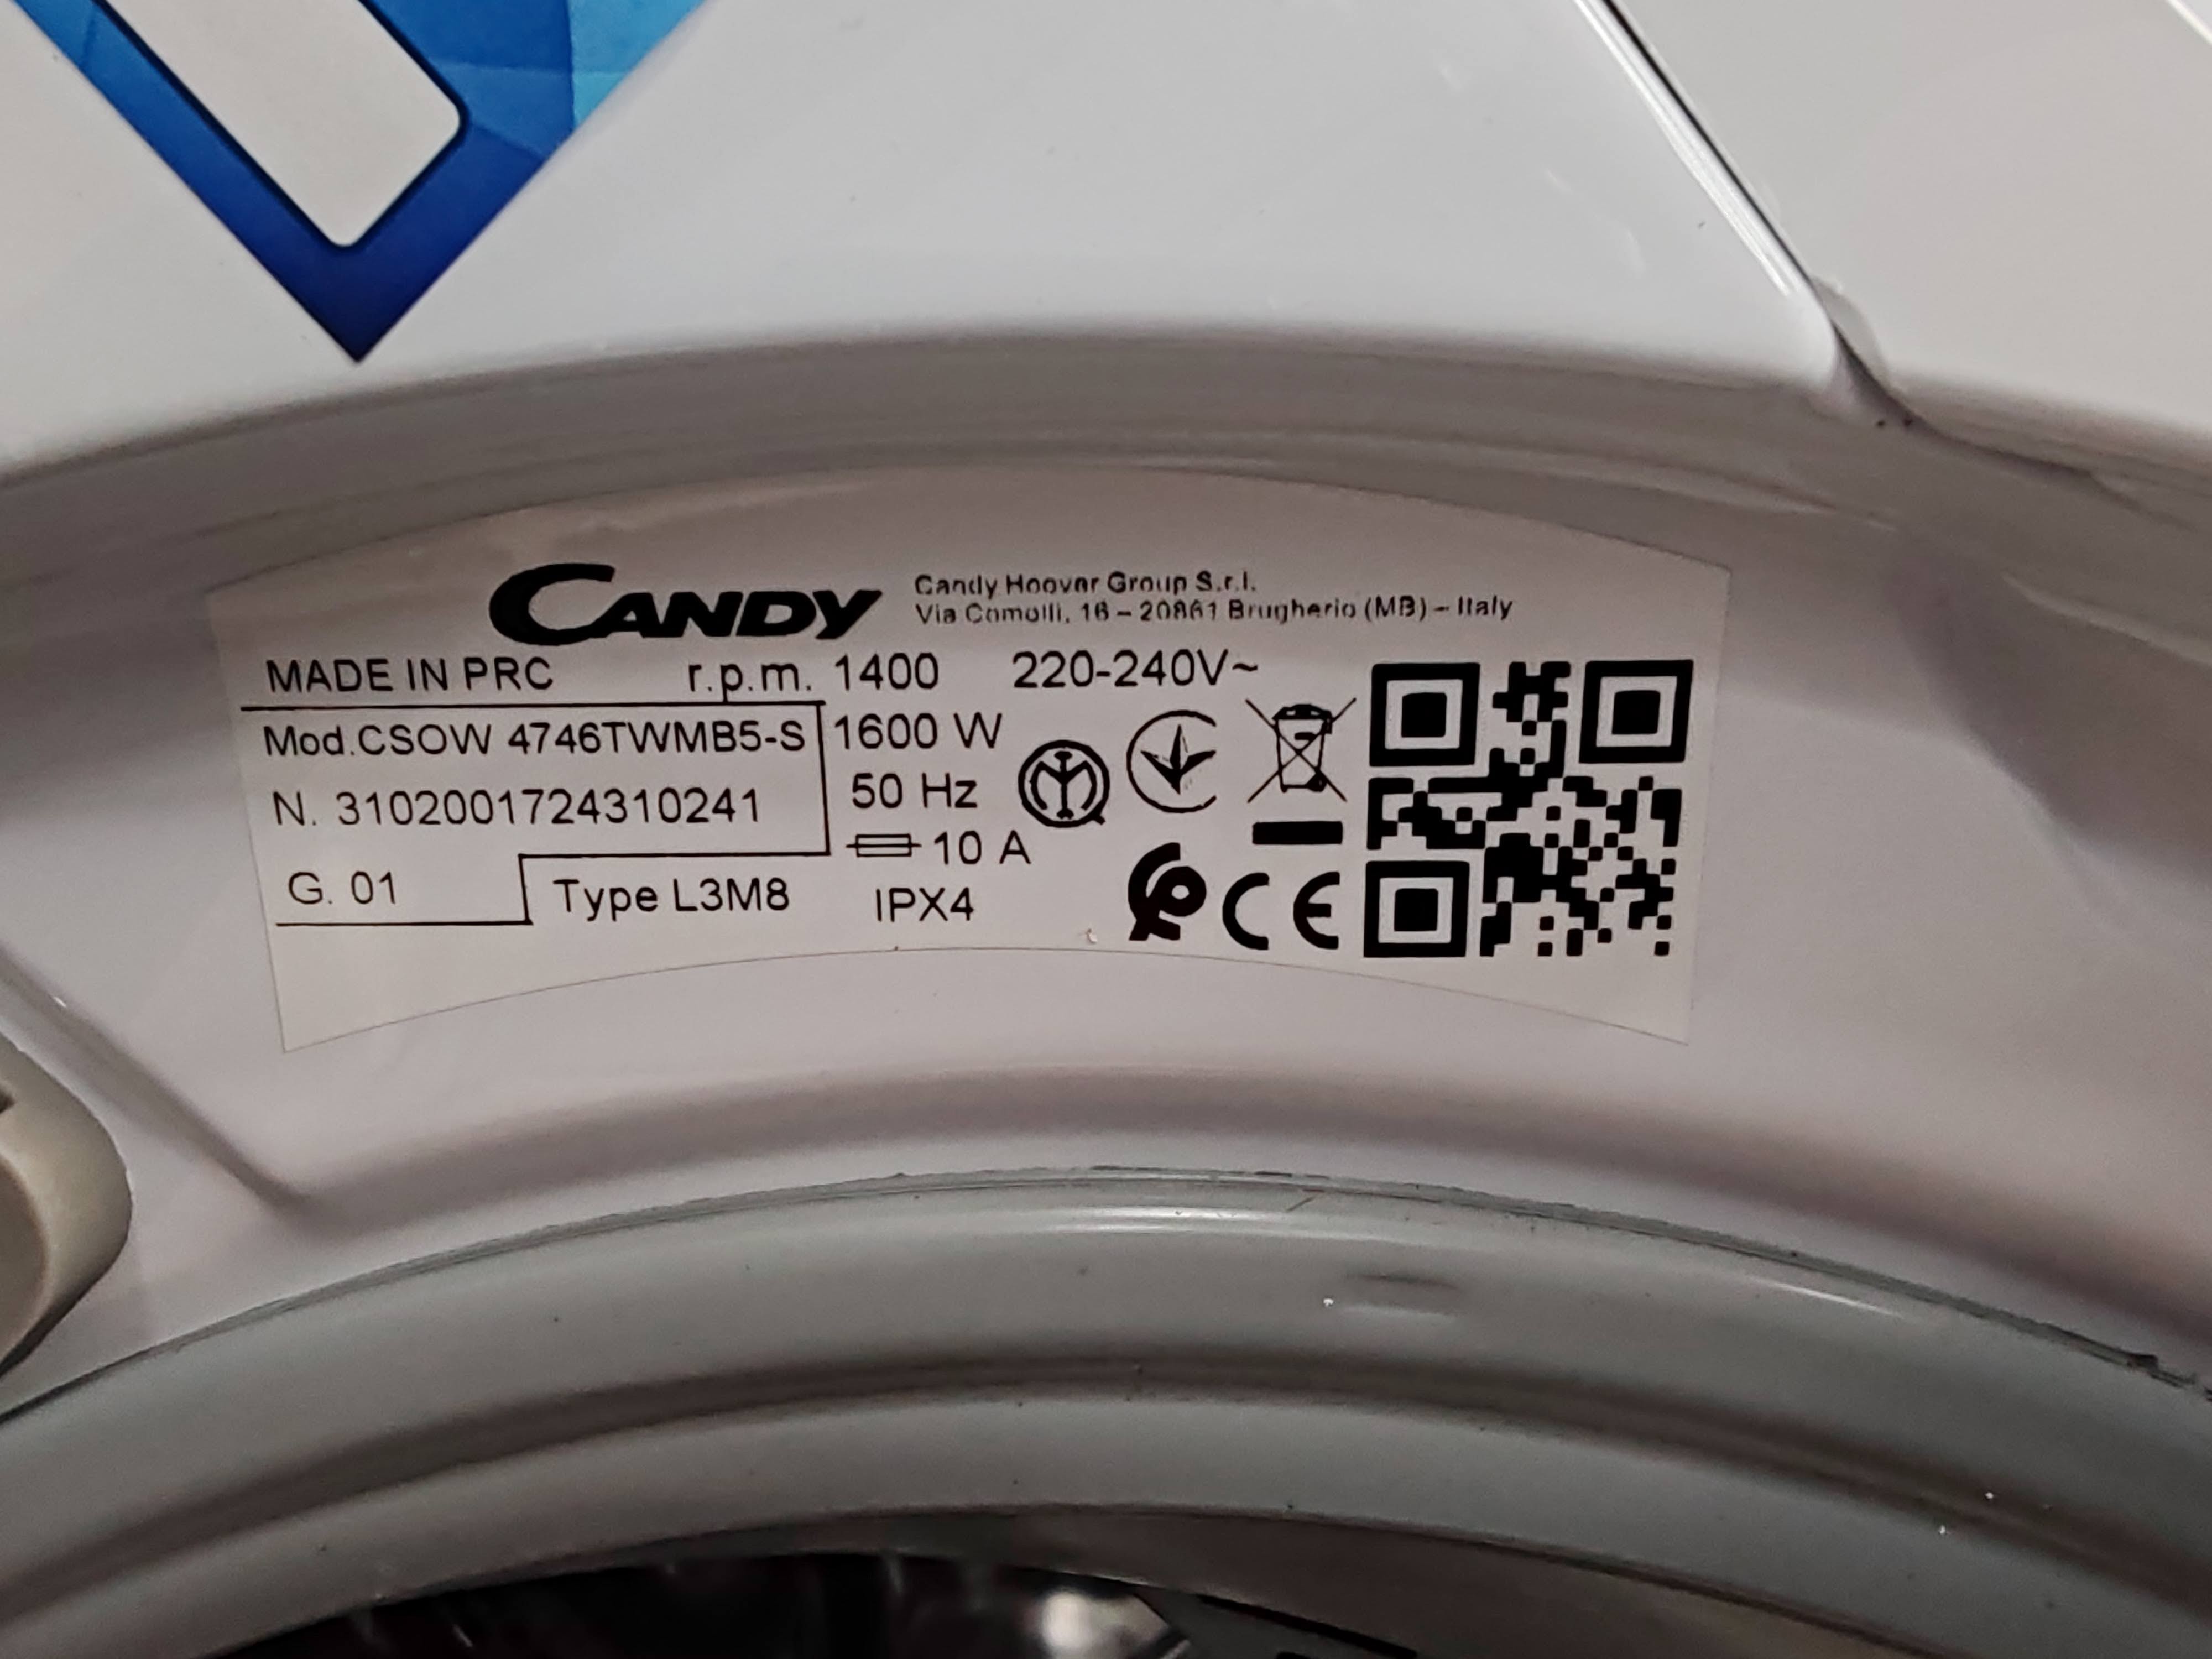 CANDY
Candy Hoover Group S.r.l.
Via Comolli, 16 – 20861 Brugherio (MB) – Italy
MADE IN PRC r.p.m. 1400 220-240V~
Mod.CSOW 4746TWMB5-S 1600 W
N. 3102001724310241 50 Hz
10 A
G. 01 Type L3M8 IPX4
CE